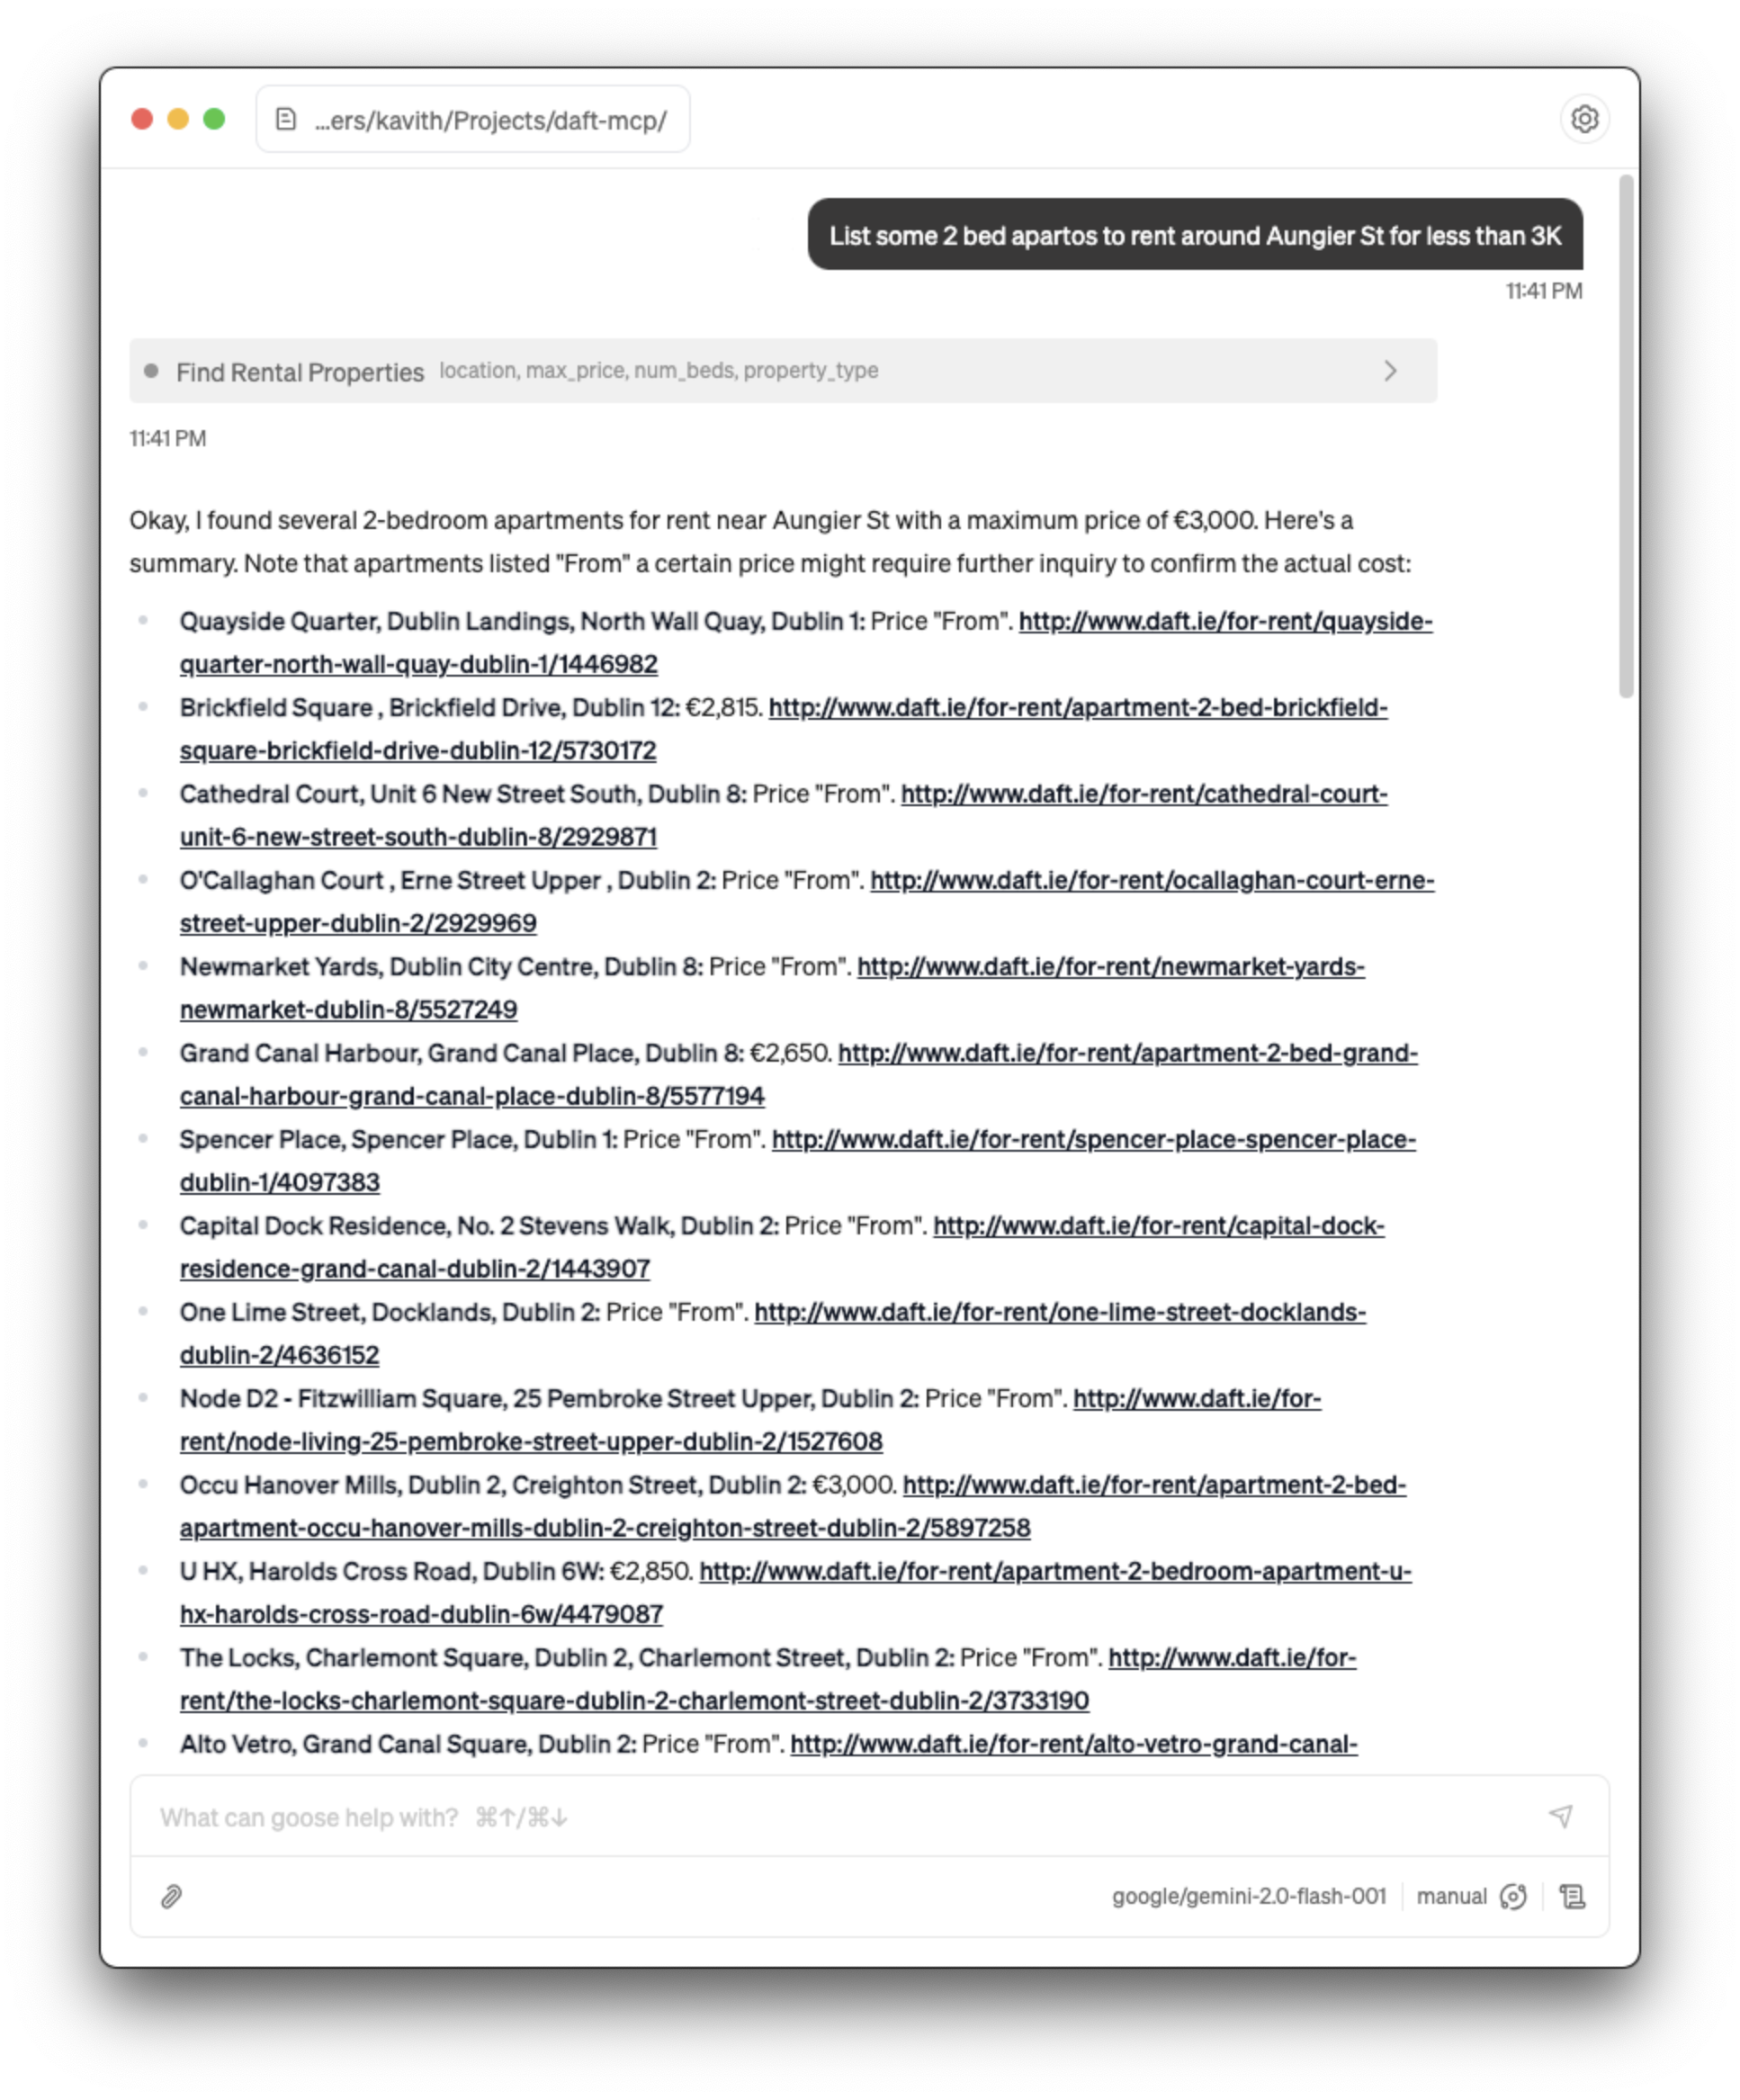 ...ers/kavith/Projects/daft-mcp/
List some 2 bed apartos to rent around Aungier St for less than 3K
11:41 PM
Find Rental Properties location, max_price, num_beds, property_type
11:41 PM
Okay, I found several 2-bedroom apartments for rent near Aungier St with a maximum price of €3,000. Here's a
summary. Note that apartments listed "From" a certain price might require further inquiry to confirm the actual cost:
Quayside Quarter, Dublin Landings, North Wall Quay, Dublin 1: Price "From". http://www.daft.ie/for-rent/quayside-
quarter-north-wall-quay-dublin-1/1446982
Brickfield Square , Brickfield Drive, Dublin 12: €2,815. http://www.daft.ie/for-rent/apartment-2-bed-brickfield-
square-brickfield-drive-dublin-12/5730172
Cathedral Court, Unit 6 New Street South, Dublin 8: Price "From". http://www.daft.ie/for-rent/cathedral-court-
unit-6-new-street-south-dublin-8/2929871
O'Callaghan Court , Erne Street Upper , Dublin 2: Price "From". http://www.daft.ie/for-rent/ocallaghan-court-erne-
street-upper-dublin-2/2929969
Newmarket Yards, Dublin City Centre, Dublin 8: Price "From". http://www.daft.ie/for-rent/newmarket-yards-
newmarket-dublin-8/5527249
Grand Canal Harbour, Grand Canal Place, Dublin 8: €2,650. http://www.daft.ie/for-rent/apartment-2-bed-grand-
canal-harbour-grand-canal-place-dublin-8/5577194
Spencer Place, Spencer Place, Dublin 1: Price "From". http://www.daft.ie/for-rent/spencer-place-spencer-place-
dublin-1/4097383
Capital Dock Residence, No. 2 Stevens Walk, Dublin 2: Price "From". http://www.daft.ie/for-rent/capital-dock-
residence-grand-canal-dublin-2/1443907
One Lime Street, Docklands, Dublin 2: Price "From". http://www.daft.ie/for-rent/one-lime-street-docklands-
dublin-2/4636152
Node D2 - Fitzwilliam Square, 25 Pembroke Street Upper, Dublin 2: Price "From". http://www.daft.ie/for-
rent/node-living-25-pembroke-street-upper-dublin-2/1527608
Occu Hanover Mills, Dublin 2, Creighton Street, Dublin 2: €3,000. http://www.daft.ie/for-rent/apartment-2-bed-
apartment-occu-hanover-mills-dublin-2-creighton-street-dublin-2/5897258
U HX, Harolds Cross Road, Dublin 6W: €2,850. http://www.daft.ie/for-rent/apartment-2-bedroom-apartment-u-
hx-harolds-cross-road-dublin-6w/4479087
The Locks, Charlemont Square, Dublin 2, Charlemont Street, Dublin 2: Price "From". http://www.daft.ie/for-
rent/the-locks-charlemont-square-dublin-2-charlemont-street-dublin-2/3733190
Alto Vetro, Grand Canal Square, Dublin 2: Price "From". http://www.daft.ie/for-rent/alto-vetro-grand-canal-
What can goose help with? ⌘↑/⌘↓
google/gemini-2.0-flash-001 manual